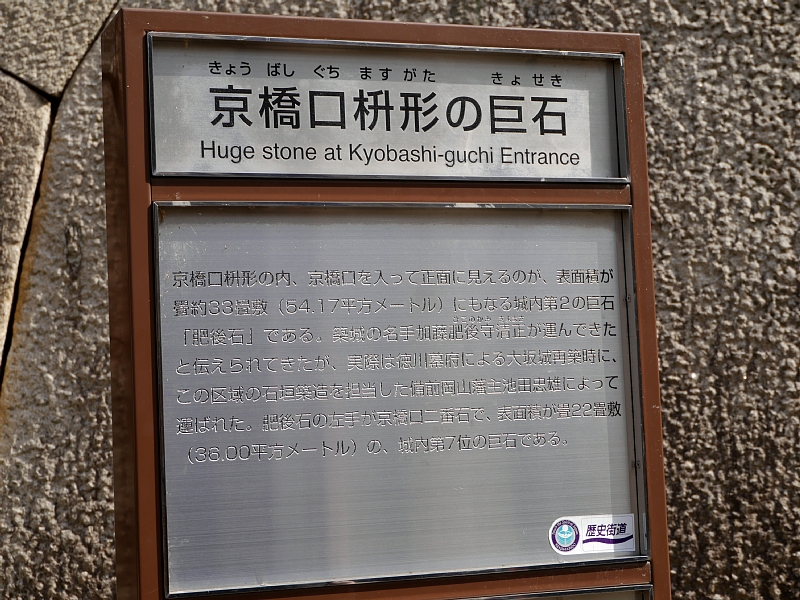 きょう ばし ぐち ます がた きょ せき
京橋口枡形の巨石
Huge stone at Kyobashi-guchi Entrance
京橋口枡形の内、京橋口を入って正面に見えるのが、表面積が
畳約33畳敷（54.17平方メートル）にもなる城内第2の巨石
「肥後石」である。築城の名手加藤肥後守清正が運んできた
と伝えられてきたが、実際は徳川幕府による大坂城再築時に、
この区域の石垣築造を担当した備前岡山藩主池田忠雄によって
運ばれた。肥後石の左手が京橋口二番石で、表面積が畳22畳敷
（36.00平方メートル）の、城内第7位の巨石である。
歴史街道